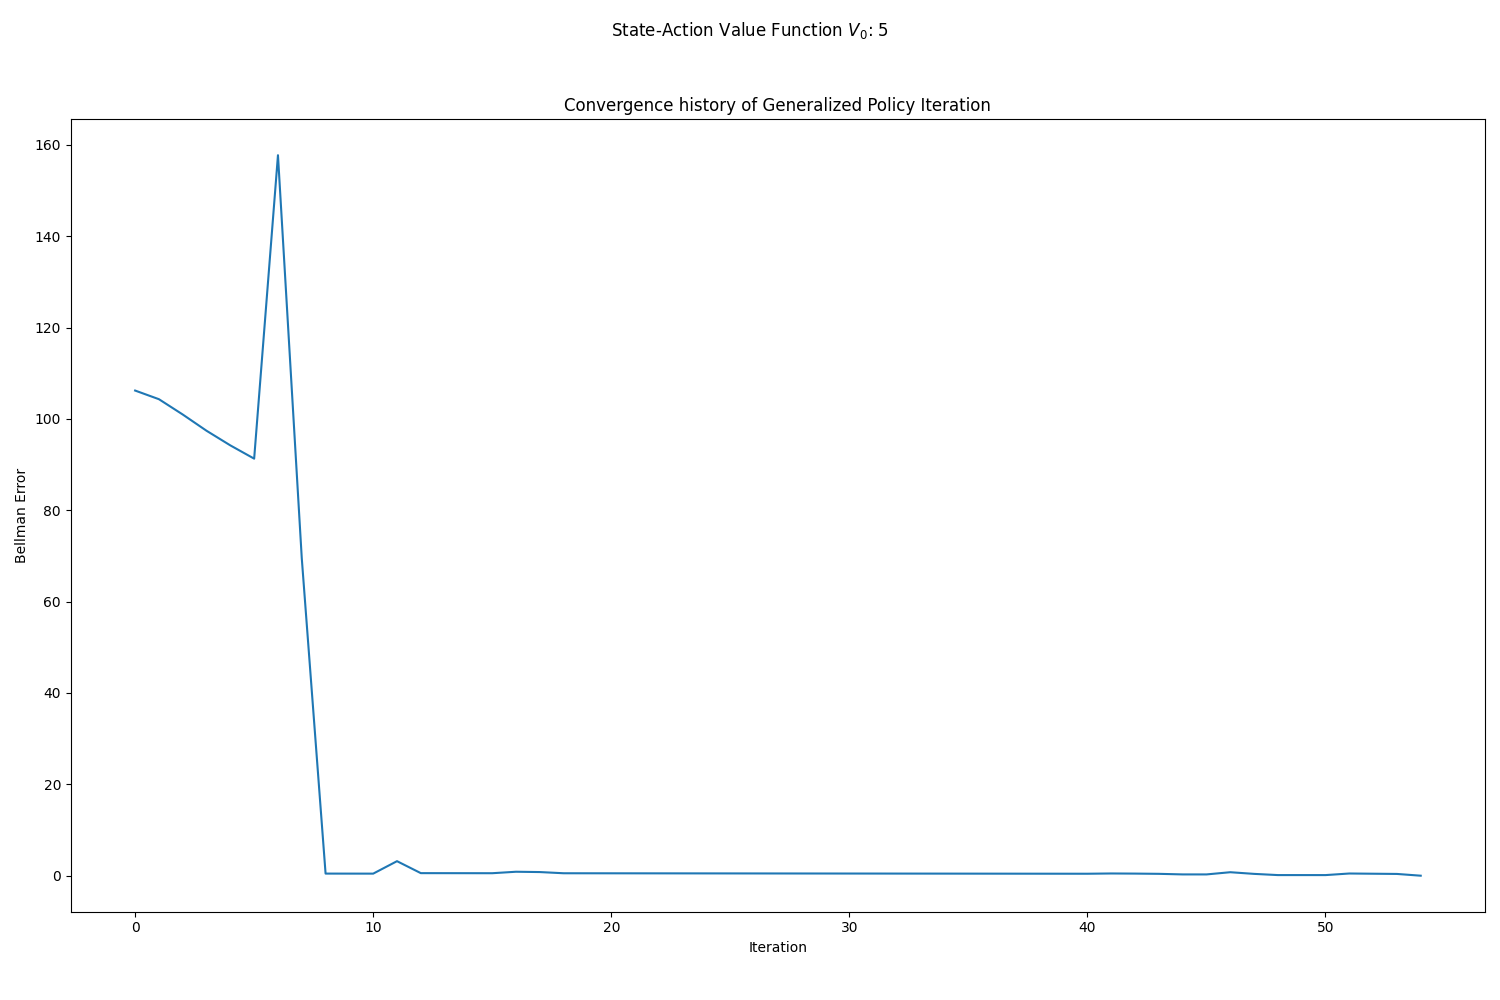 State-Action Value Function V₀: 5
Convergence history of Generalized Policy Iteration
160
140
120
100
80
60
40
20
0
Bellman Error
0 10 20 30 40 50
Iteration